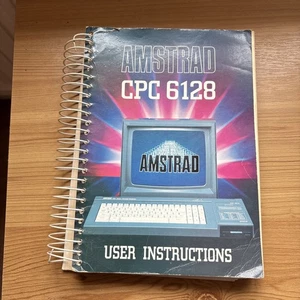 AMSTRAD
CPC 6128
AMSTRAD
USER INSTRUCTIONS